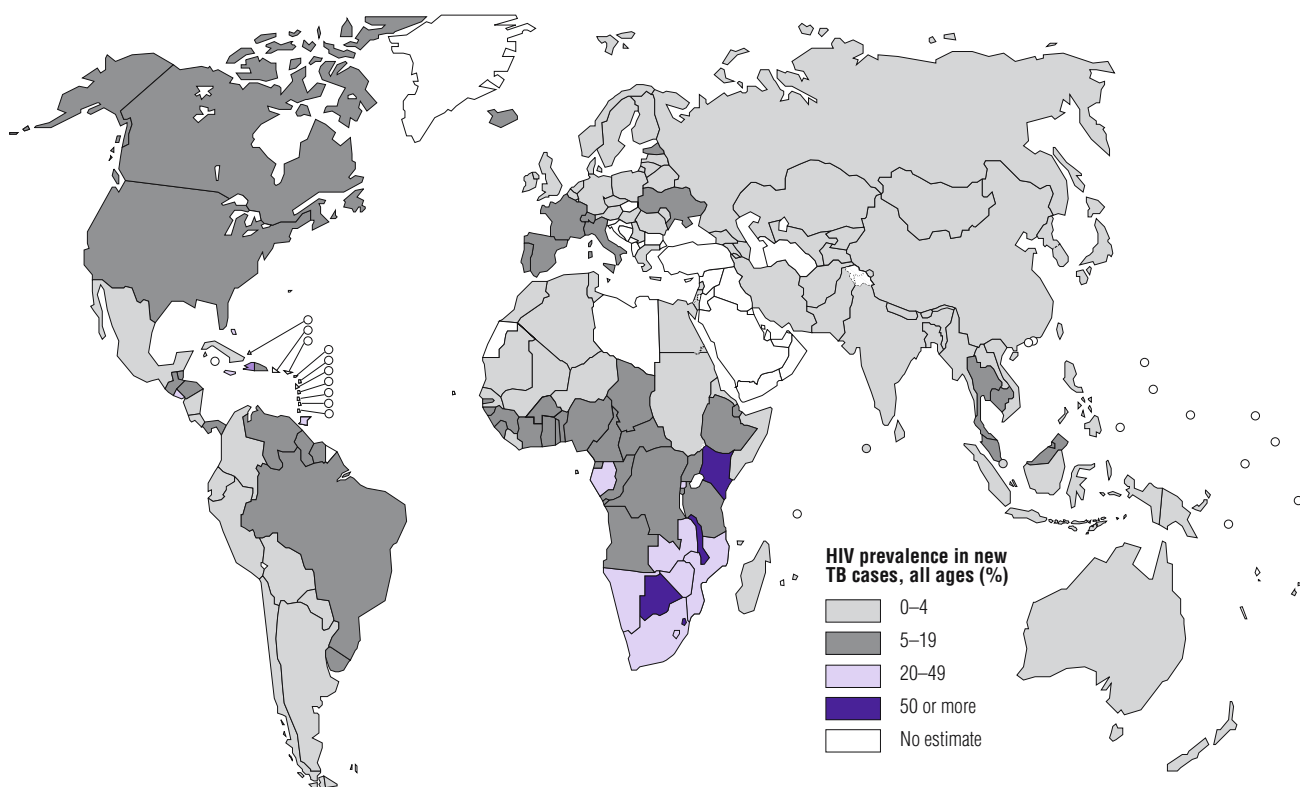 HIV prevalence in new
TB cases, all ages (%)
0–4
5–19
20–49
50 or more
No estimate